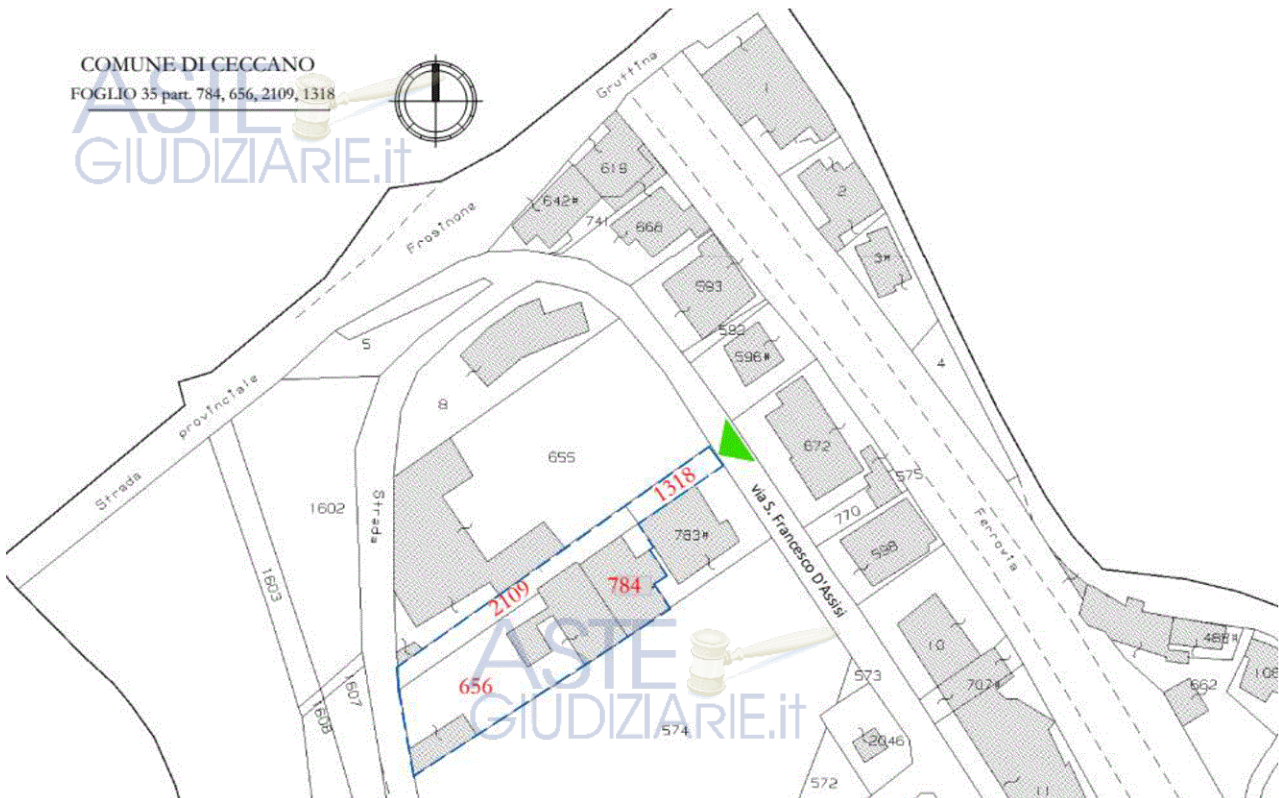 COMUNE DI CECCANO
FOGLIO 35 part. 784, 656, 2109, 1318
ASTE
GIUDIZIARIE.it
Gruttina
1
619
642#
741
668
2
3#
Frosinone
593
592
596#
5
4
provinciale
8
672
655
Strada
1602
Strada
1318
575
770
via S. Francesco D'Assisi
783#
598
Ferrovia
1603
2109
784
10
488#
108
ASTE
GIUDIZIARIE.it
656
573
707#
662
1607
1608
574
2046
572
11